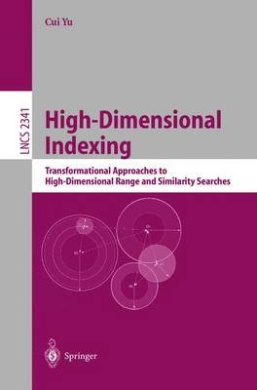 Cui Yu
LNCS 2341
High-Dimensional
Indexing
Transformational Approaches to
High-Dimensional Range and Similarity Searches
Springer